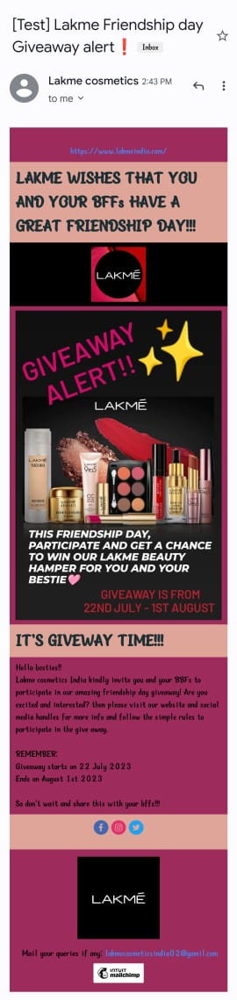 [Test] Lakme Friendship day
Giveaway alert❗ Inbox
Lakme cosmetics 2:43 PM
to me
https://www.lakmeindia.com/
LAKME WISHES THAT YOU
AND YOUR BFFs HAVE A
GREAT FRIENDSHIP DAY!!!
LAKMÉ
GIVEAWAY
ALERT!!
LAKMÉ
THIS FRIENDSHIP DAY,
PARTICIPATE AND GET A CHANCE
TO WIN OUR LAKME BEAUTY
HAMPER FOR YOU AND YOUR
BESTIE🩷
GIVEAWAY IS FROM
22ND JULY - 1ST AUGUST
IT'S GIVEWAY TIME!!!
Hello besties!!
Lakme cosmetics India kindly invite you and your BBFs to
participate in our amazing friendship day giveaway! Are you
excited and interested? then please visit our website and social
media handles for more info and follow the simple rules to
participate in the give away.
REMEMBER:
Giveaway starts on 22 July 2023
Ends on August 1st 2023
So don't wait and share this with your bffs!!!
LAKMÉ
Mail your queries if any: lakmecosmeticsindia02@gamil.com
INTUIT
mailchimp